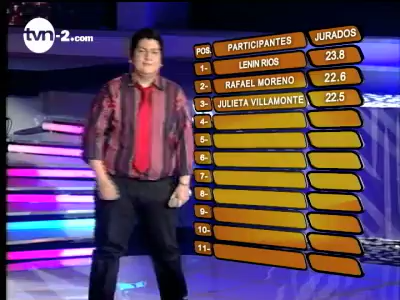 tvn-2.com
POS. PARTICIPANTES JURADOS
1- LENIN RIOS 23.8
2- RAFAEL MORENO 22.6
3- JULIETA VILLAMONTE 22.5
4-
5-
6-
7-
8-
9-
10-
11-